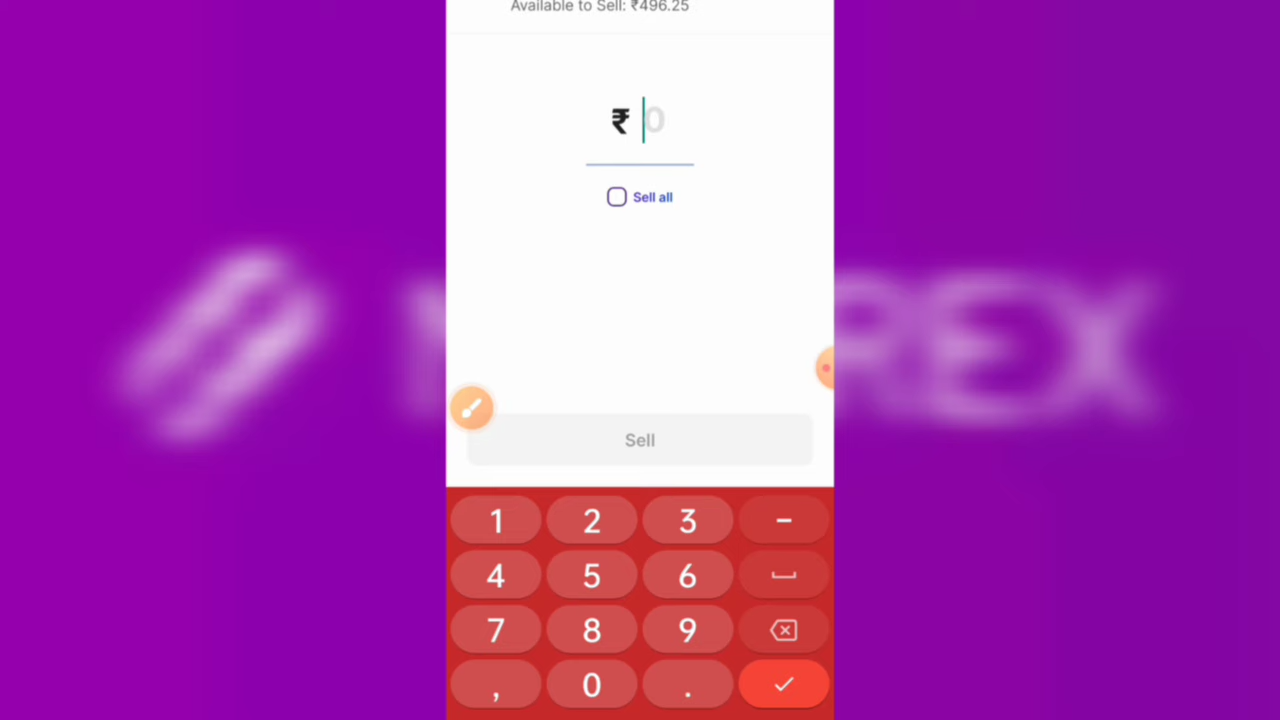 Available to Sell: ₹496.25
₹ 0
Sell all
Sell
1 2 3 -
4 5 6
7 8 9
, 0 .
REX